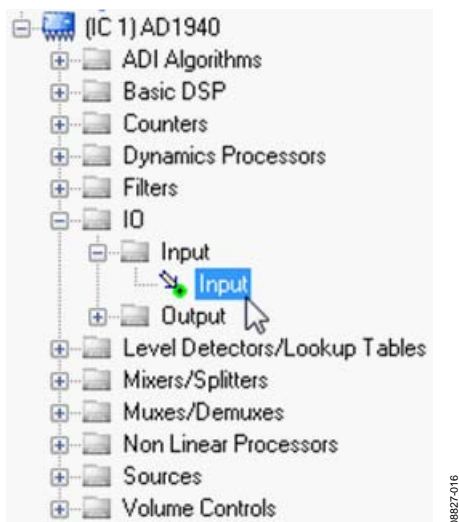 (IC 1) AD1940
ADI Algorithms
Basic DSP
Counters
Dynamics Processors
Filters
IO
Input
Input
Output
Level Detectors/Lookup Tables
Mixers/Splitters
Muxes/Demuxes
Non Linear Processors
Sources
Volume Controls
08827-016